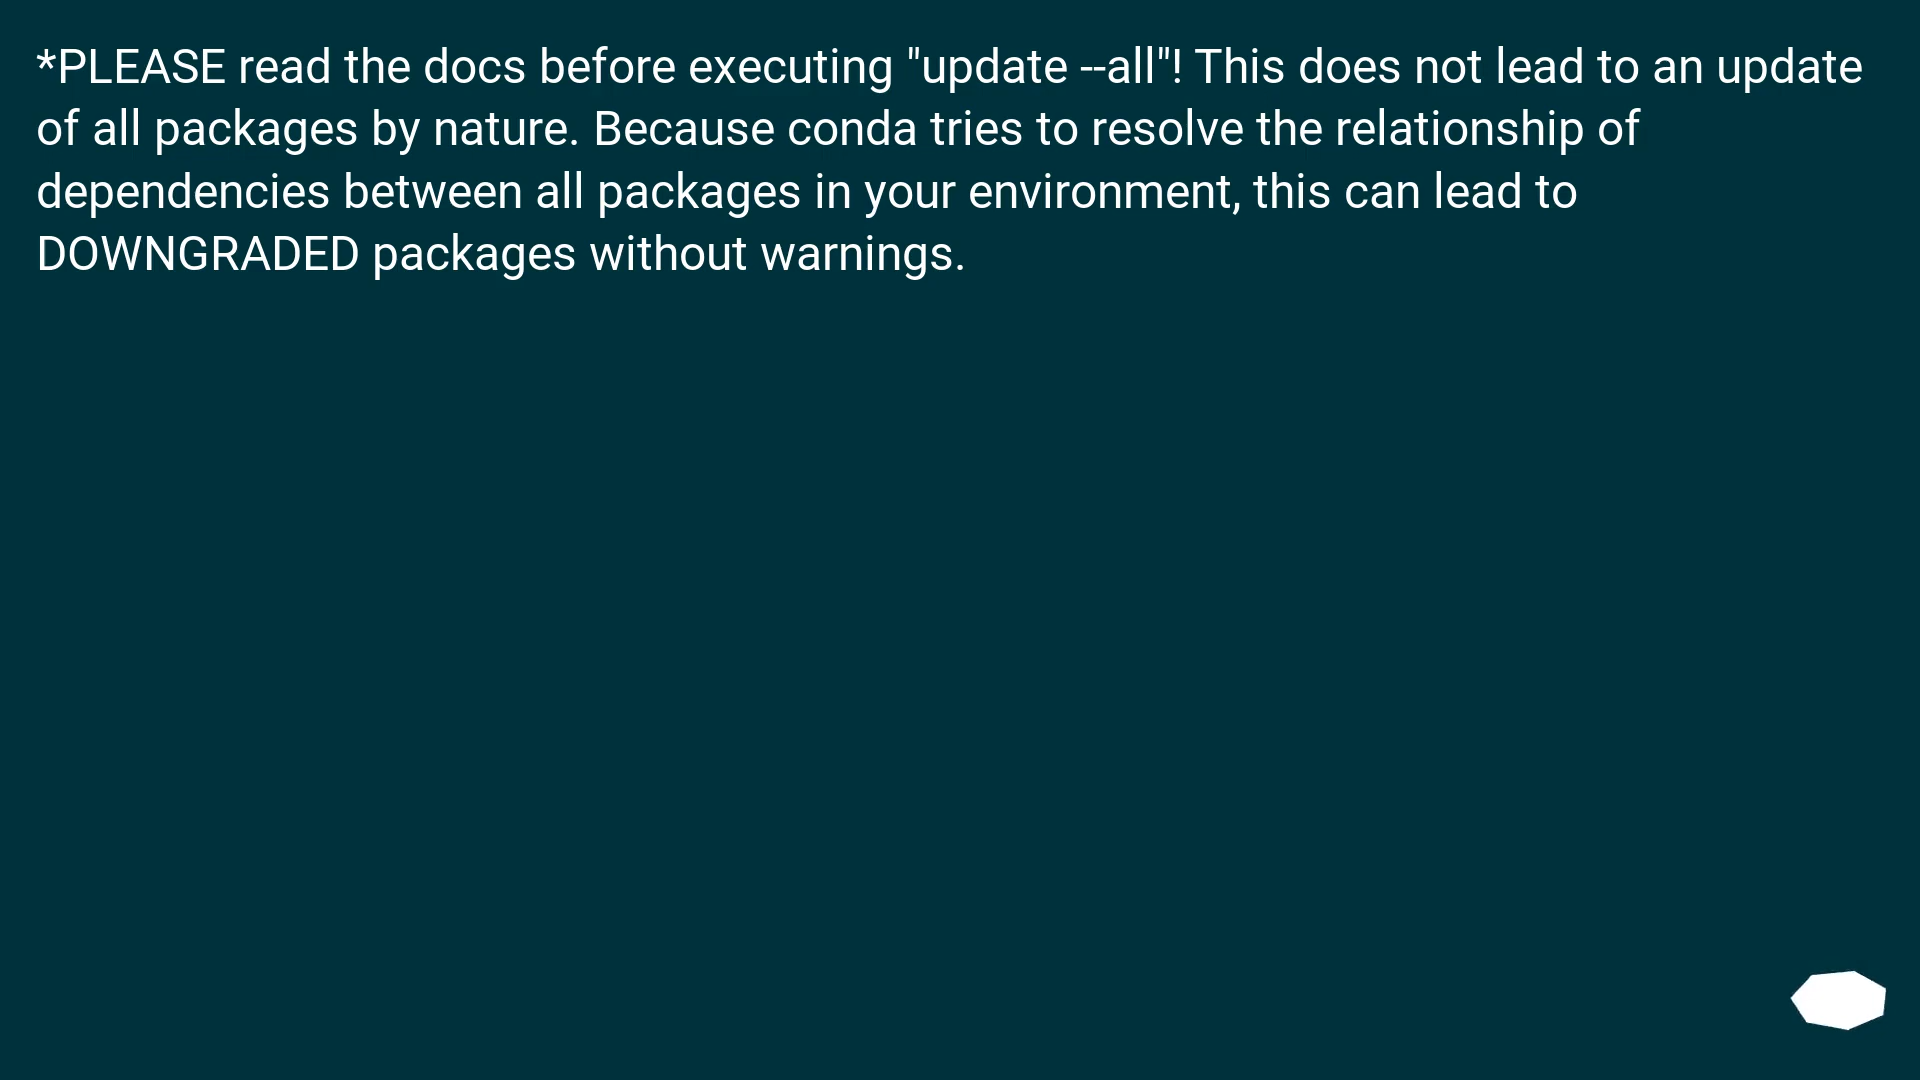 *PLEASE read the docs before executing "update --all"! This does not lead to an update
of all packages by nature. Because conda tries to resolve the relationship of
dependencies between all packages in your environment, this can lead to
DOWNGRADED packages without warnings.